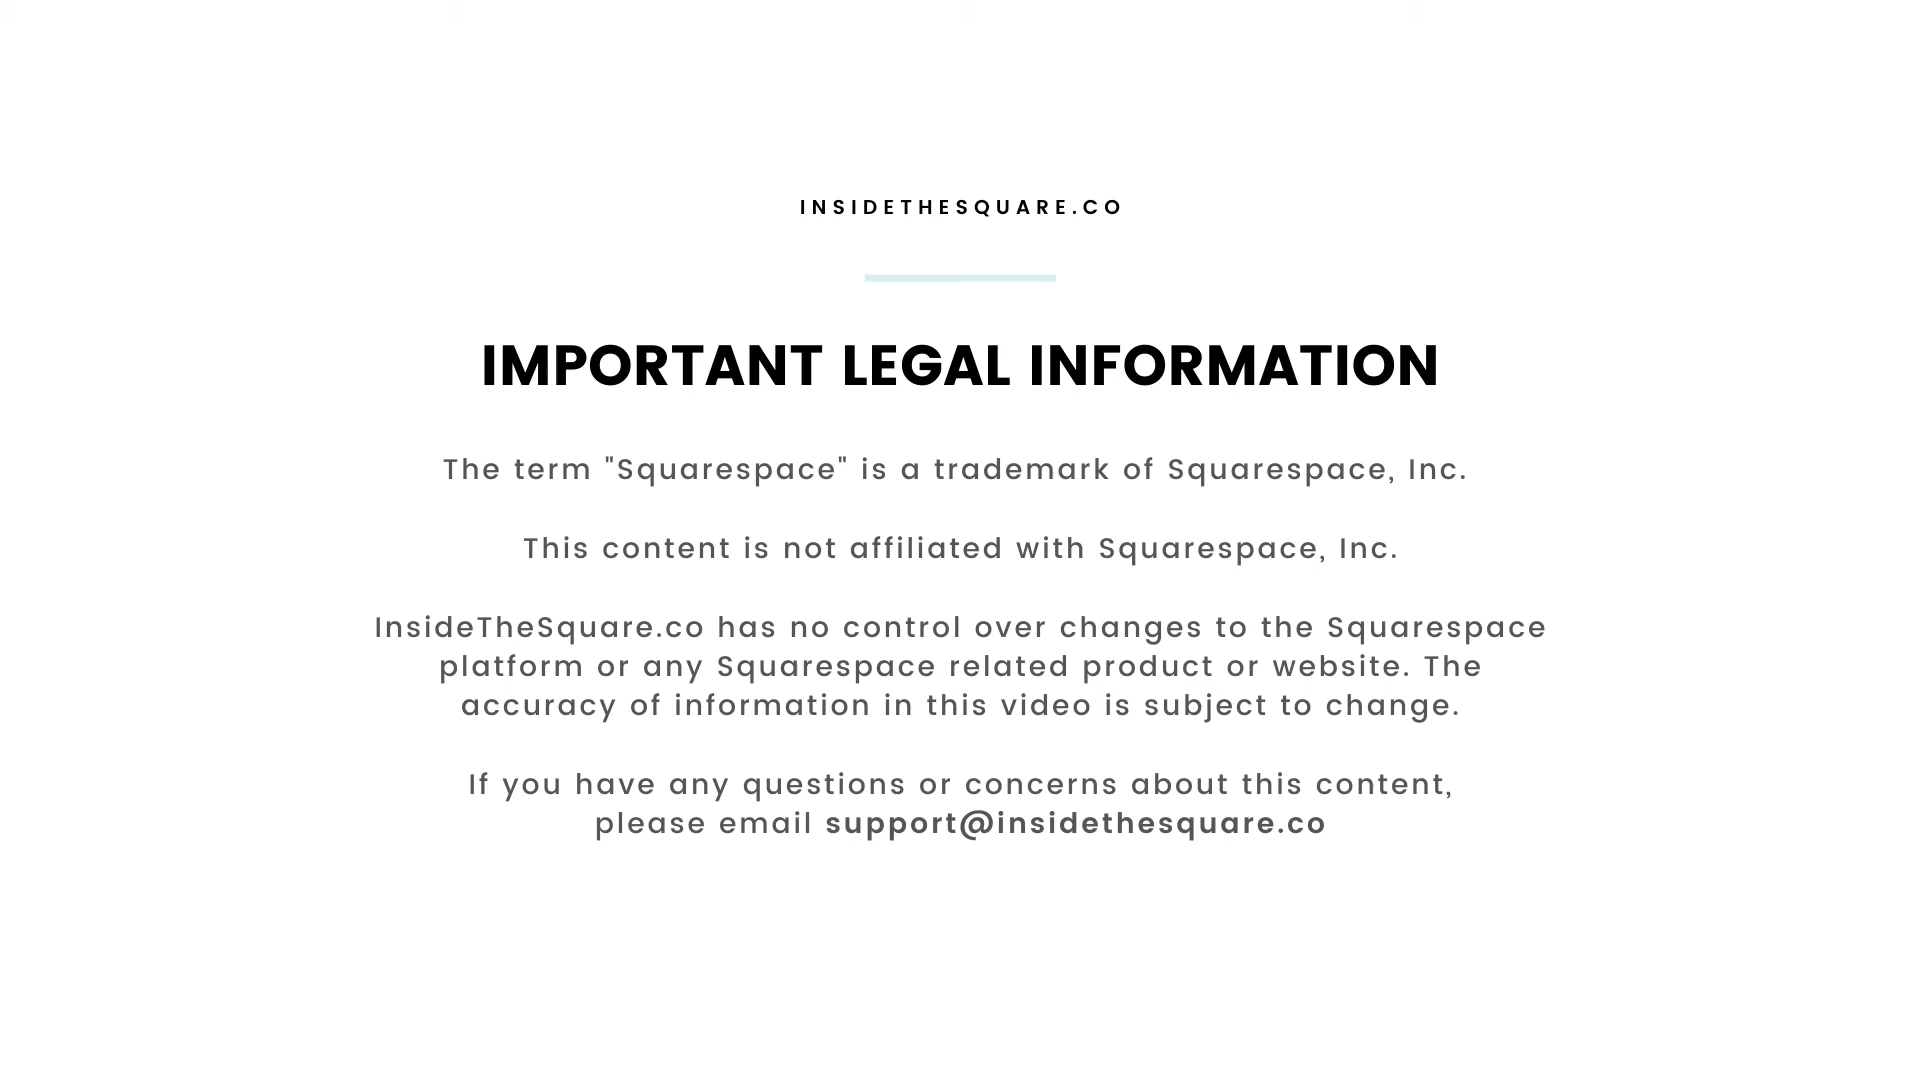 INSIDETHESQUARE.CO
IMPORTANT LEGAL INFORMATION
The term "Squarespace" is a trademark of Squarespace, Inc.
This content is not affiliated with Squarespace, Inc.
InsideTheSquare.co has no control over changes to the Squarespace
platform or any Squarespace related product or website. The
accuracy of information in this video is subject to change.
If you have any questions or concerns about this content,
please email support@insidethesquare.co